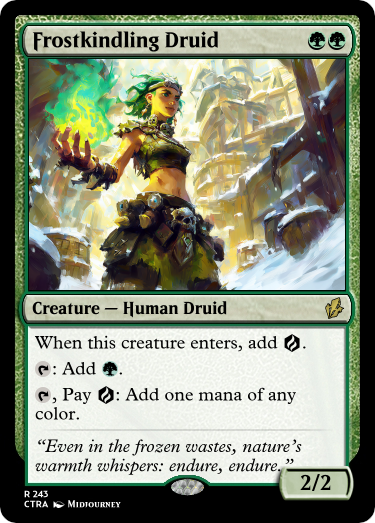 Frostkindling Druid
Creature — Human Druid
When this creature enters, add .
: Add .
, Pay : Add one mana of any
color.
“Even in the frozen wastes, nature’s
warmth whispers: endure, endure.”
2/2
R 243
CTRA Midjourney